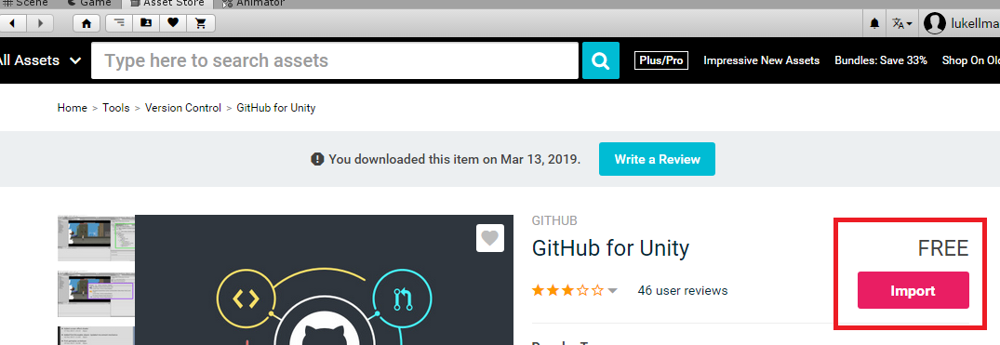 Scene Game Asset Store Animator
lukellma
All Assets Type here to search assets Plus/Pro Impressive New Assets Bundles: Save 33% Shop On Old
Home > Tools > Version Control > GitHub for Unity
You downloaded this item on Mar 13, 2019. Write a Review
GITHUB
GitHub for Unity
FREE
46 user reviews
Import